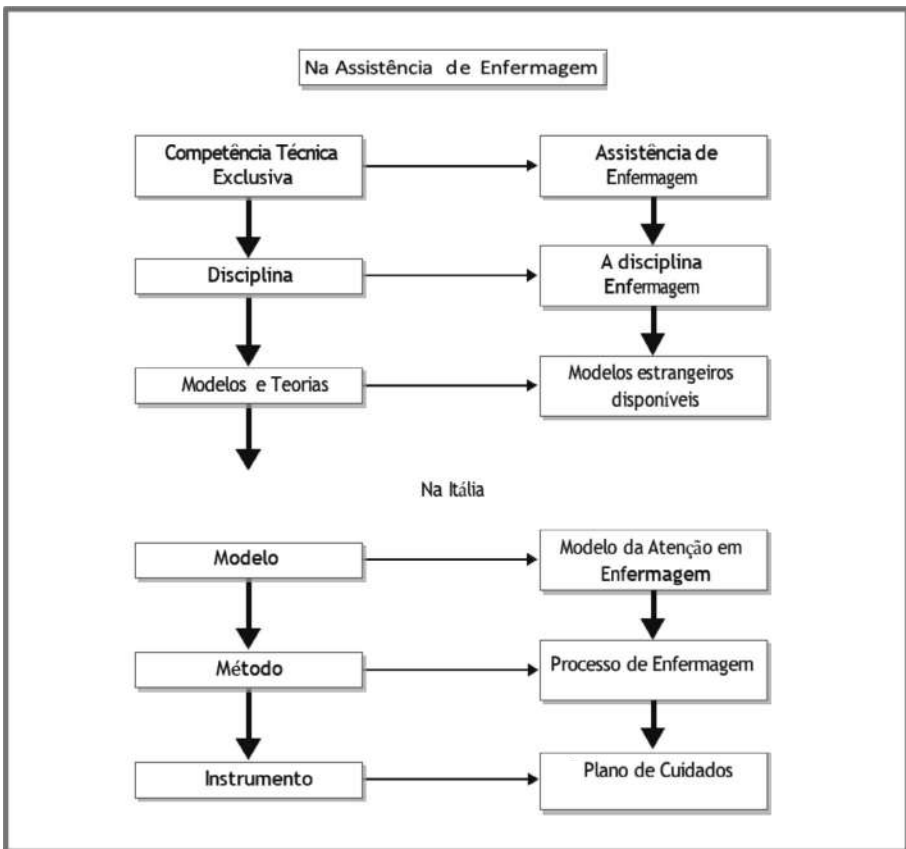 Na Assistência de Enfermagem
Competência Técnica
Exclusiva
Assistência de
Enfermagem
Disciplina
A disciplina
Enfermagem
Modelos e Teorias
Modelos estrangeiros
disponíveis
Na Itália
Modelo
Modelo da Atenção em
Enfermagem
Método
Processo de Enfermagem
Instrumento
Plano de Cuidados